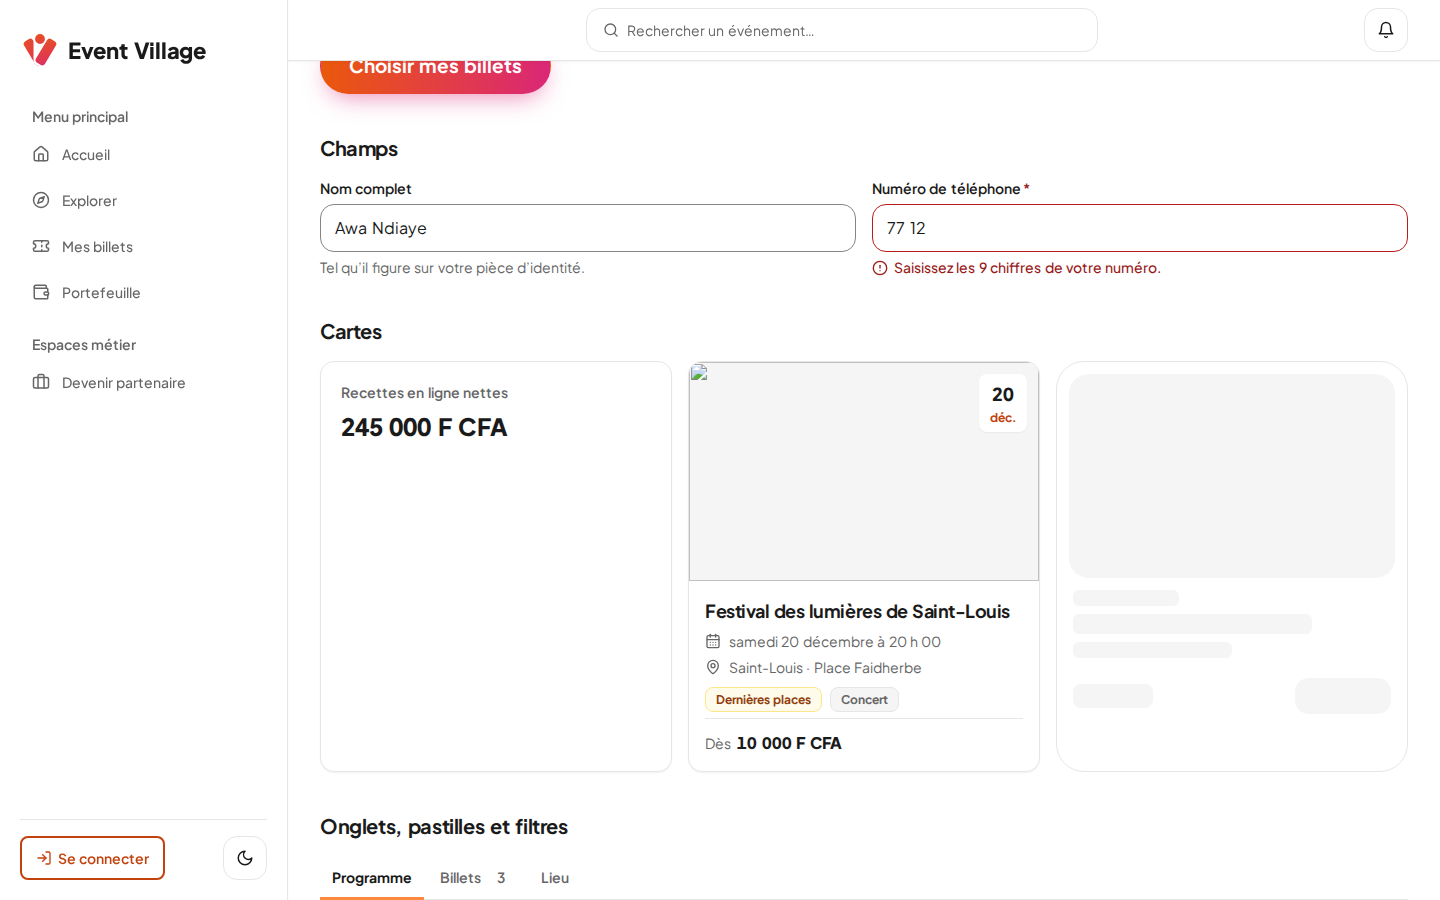 Event Village
Rechercher un événement…
Menu principal
Accueil
Explorer
Mes billets
Portefeuille
Espaces métier
Devenir partenaire
Se connecter
Choisir mes billets
Champs
Nom complet
Awa Ndiaye
Tel qu'il figure sur votre pièce d'identité.
Numéro de téléphone *
77 12
Saisissez les 9 chiffres de votre numéro.
Cartes
Recettes en ligne nettes
245 000 F CFA
20
déc.
Festival des lumières de Saint-Louis
samedi 20 décembre à 20 h 00
Saint-Louis · Place Faidherbe
Dernières places Concert
Dès 10 000 F CFA
Onglets, pastilles et filtres
Programme Billets 3 Lieu